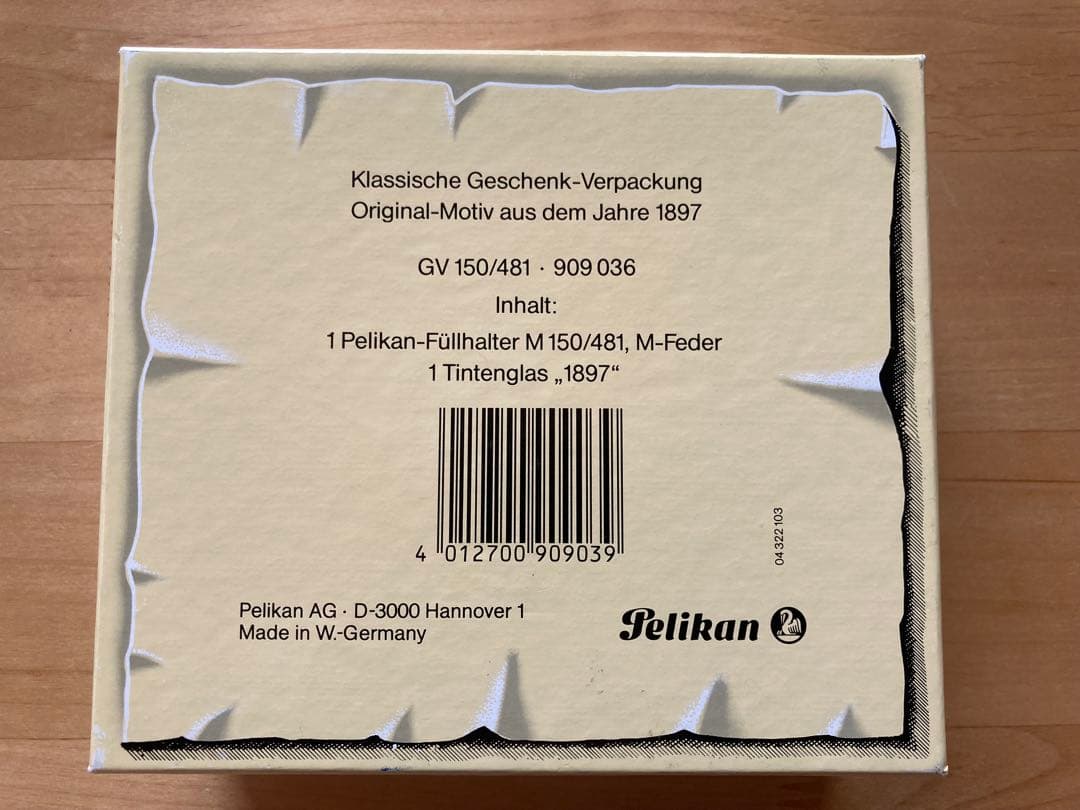 Klassische Geschenk-Verpackung
Original-Motiv aus dem Jahre 1897
GV 150/481 · 909 036
Inhalt:
1 Pelikan-Füllhalter M 150/481, M-Feder
1 Tintenglas „1897“
4 012700 909039
04 322 103
Pelikan AG · D-3000 Hannover 1
Made in W.-Germany
Pelikan